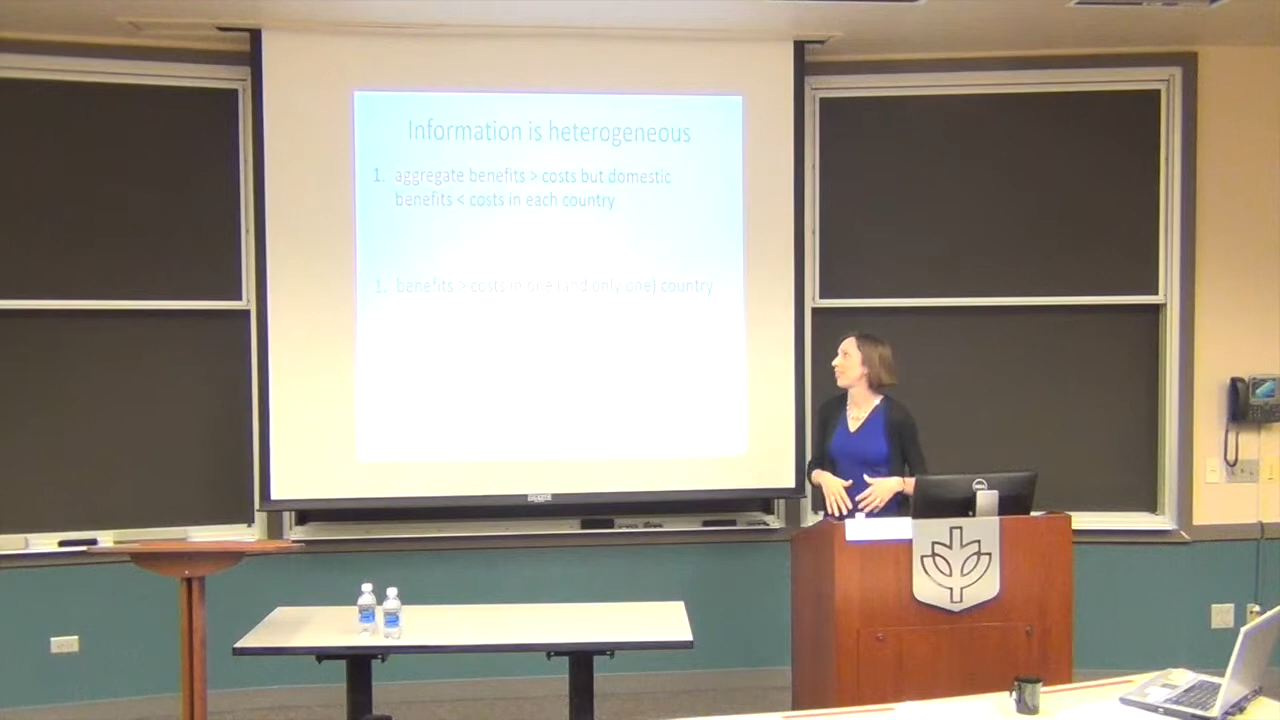 Information is heterogeneous
1. aggregate benefits > costs but domestic
benefits < costs in each country
1. benefits > costs in one (and only one) country
DELL